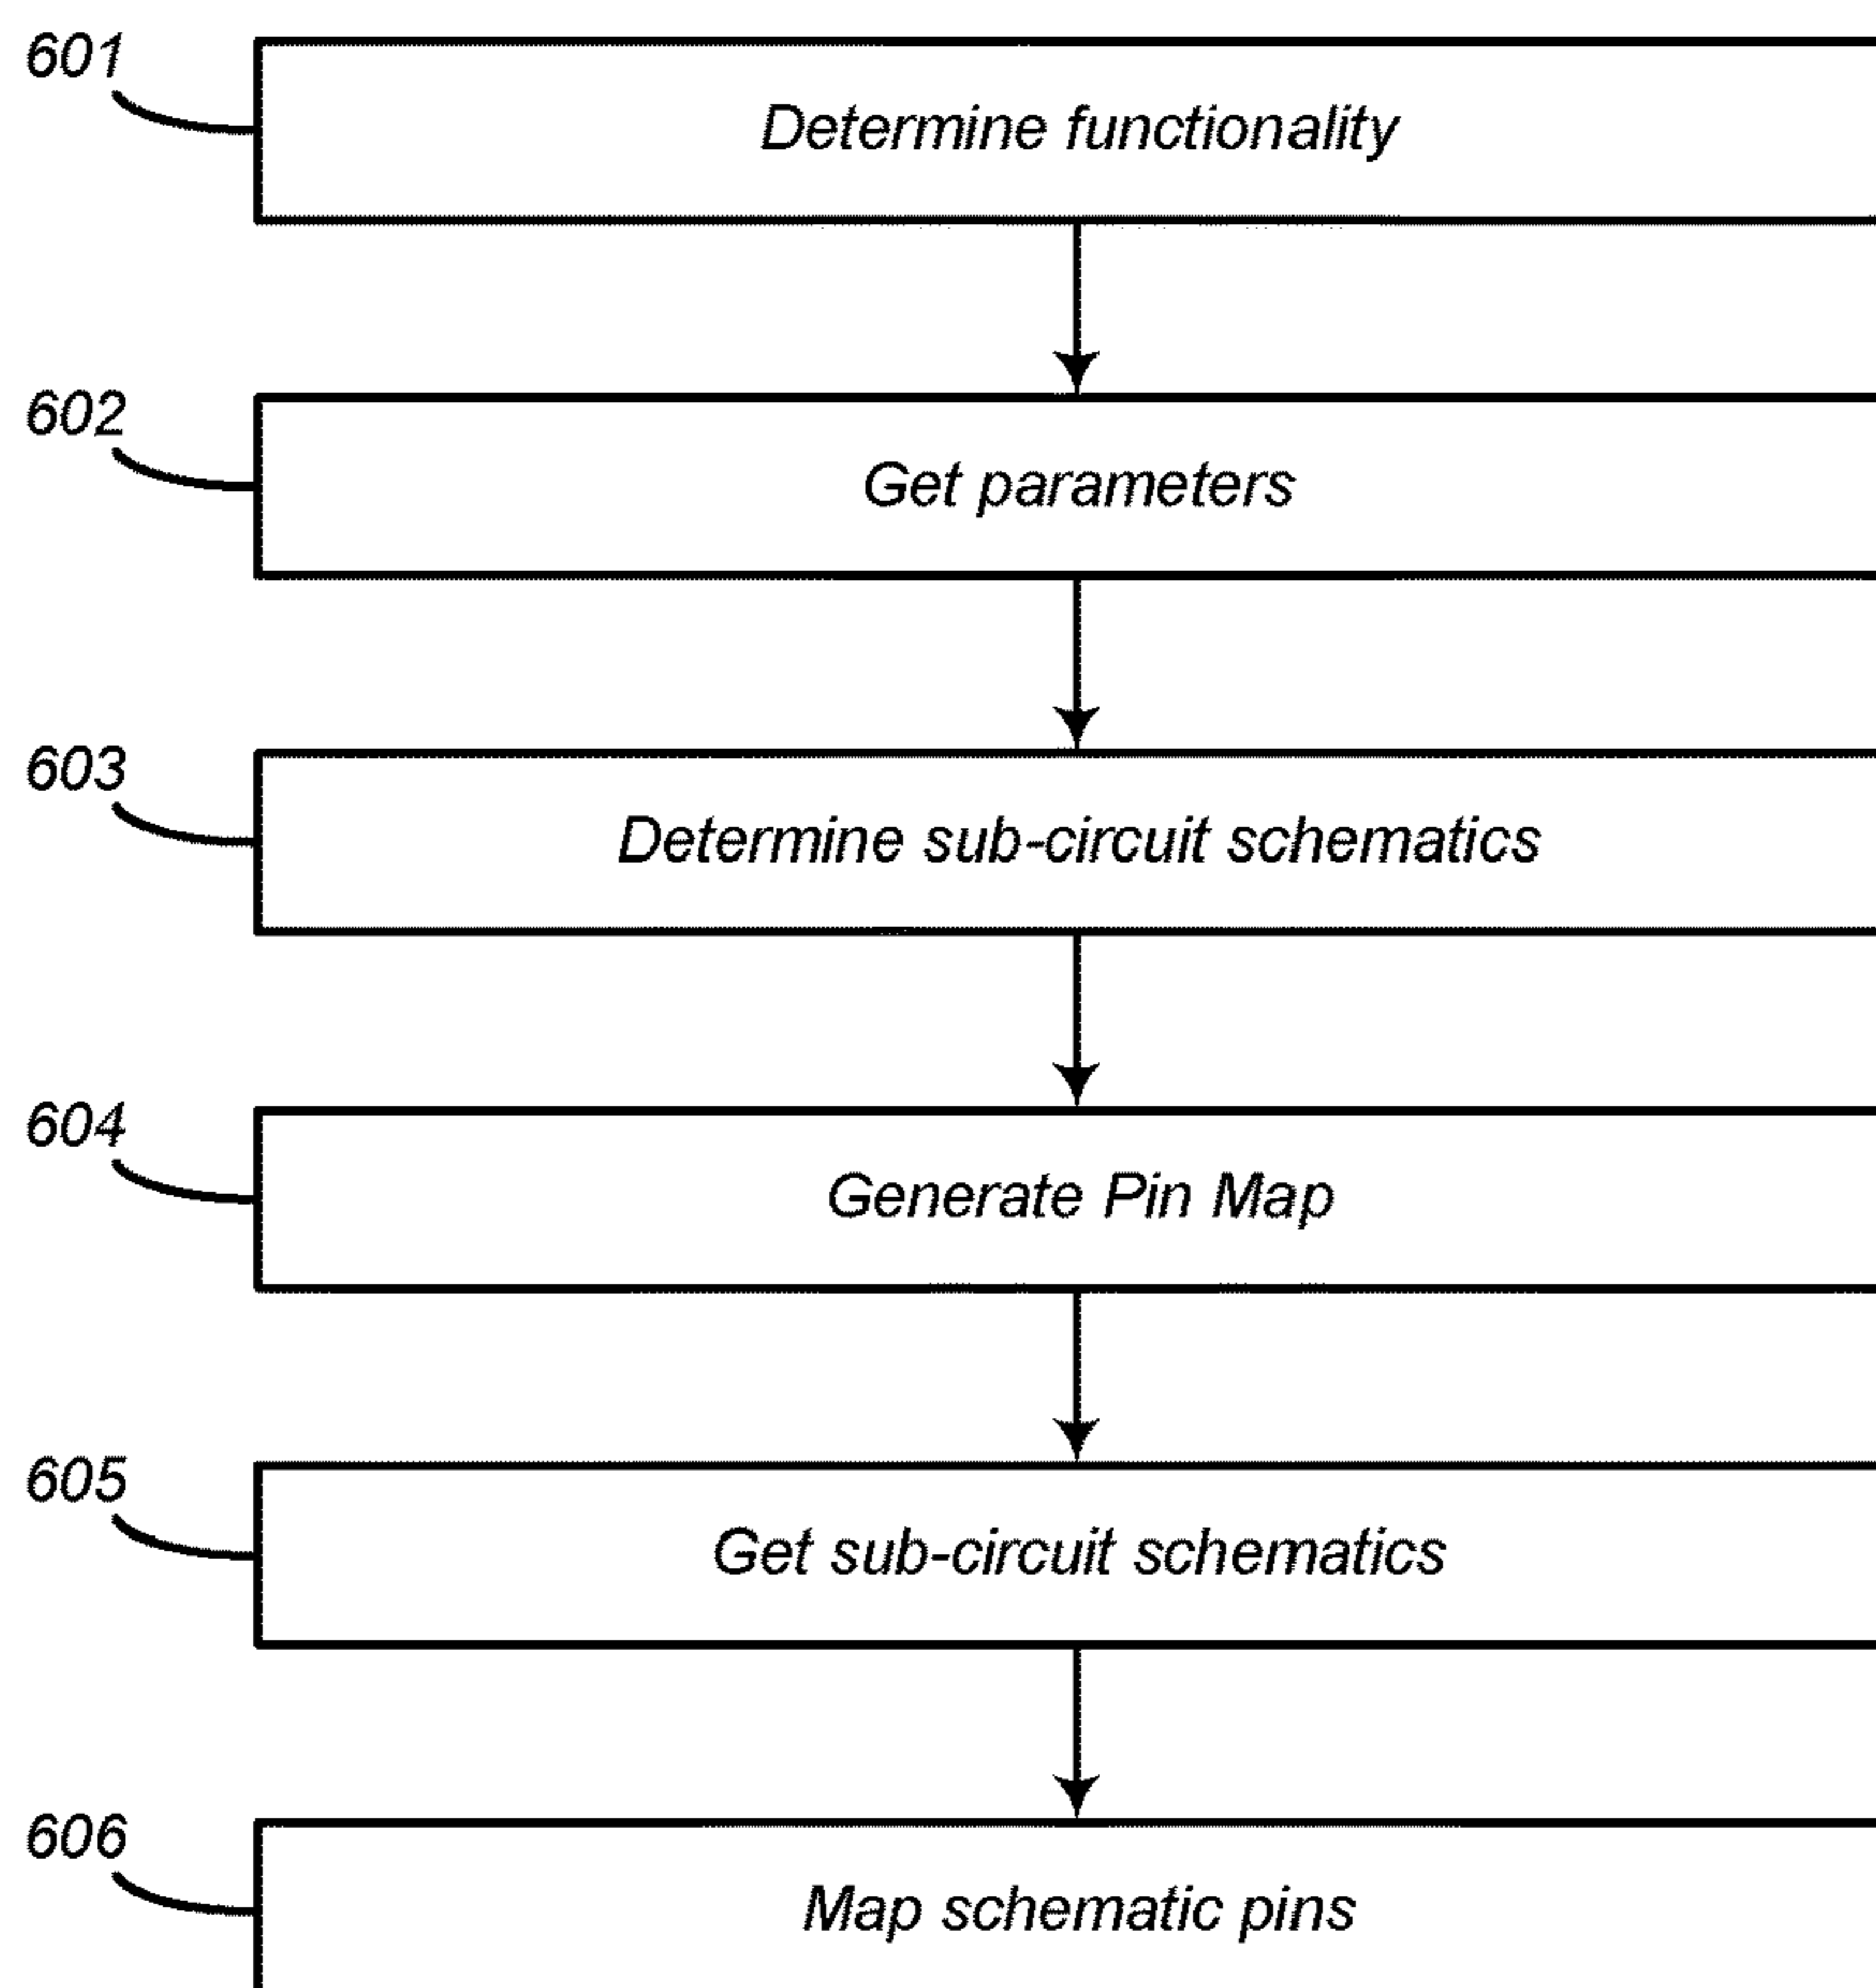 601
Determine functionality
602
Get parameters
603
Determine sub-circuit schematics
604
Generate Pin Map
605
Get sub-circuit schematics
606
Map schematic pins